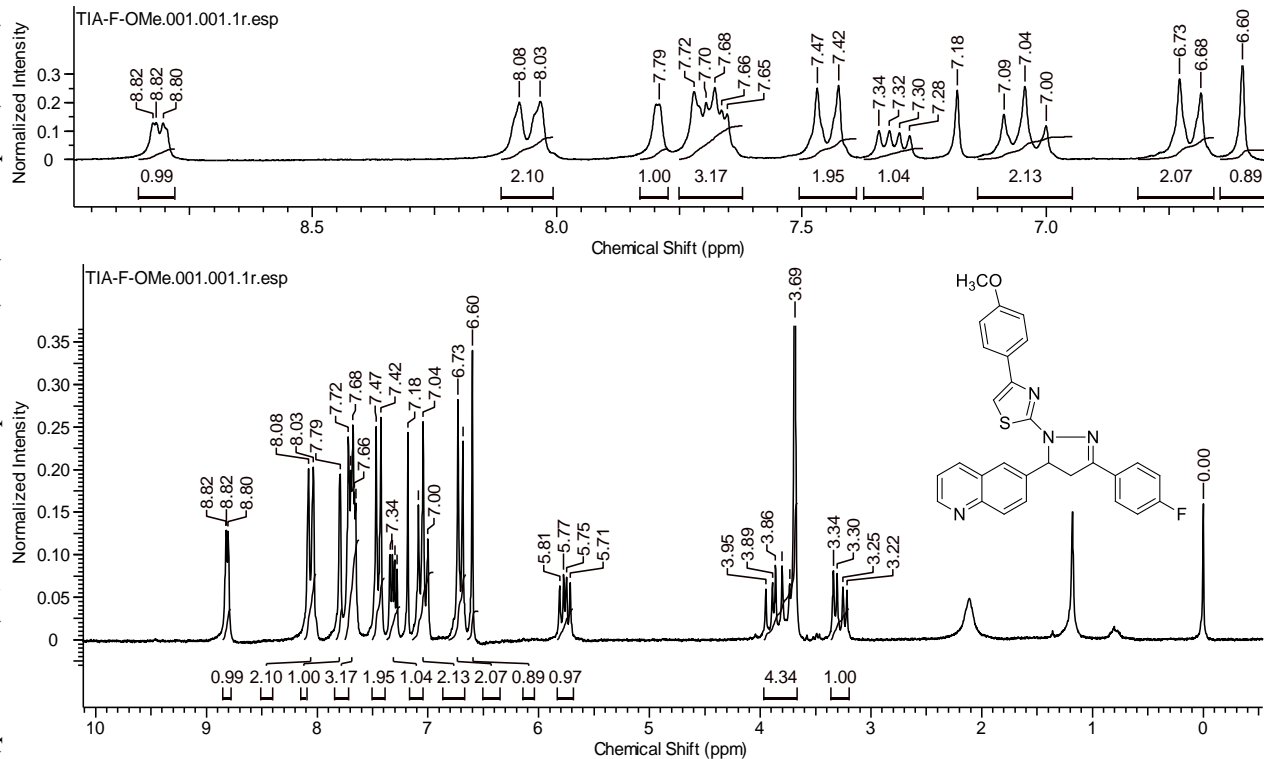 TIA-F-OMe.001.001.1r.esp
Normalized Intensity
0.3
0.2
0.1
0
8.82 8.82 8.80 8.08 8.03 7.79 7.72 7.70 7.68 7.66 7.65 7.47 7.42 7.34 7.32 7.30 7.28 7.18 7.09 7.04 7.00 6.73 6.68 6.60
0.99 2.10 1.00 3.17 1.95 1.04 2.13 2.07 0.89
8.5 8.0 7.5 7.0
Chemical Shift (ppm)
TIA-F-OMe.001.001.1r.esp
Normalized Intensity
0.35
0.30
0.25
0.20
0.15
0.10
0.05
0
8.82 8.82 8.80 8.08 8.03 7.79 7.72 7.68 7.66 7.47 7.42 7.34 7.18 7.04 7.00 6.73 6.60 5.81 5.77 5.75 5.71 3.95 3.89 3.86 3.69 3.34 3.30 3.25 3.22 0.00
H3C
O
N
S
N
N
N
F
0.99 2.10 1.00 3.17 1.95 1.04 2.13 2.07 0.89 0.97 4.34 1.00
10 9 8 7 6 5 4 3 2 1 0
Chemical Shift (ppm)